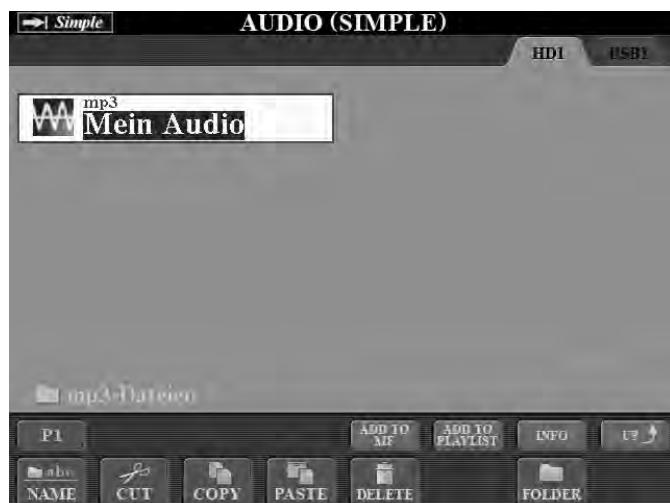 Simple
AUDIO (SIMPLE)
HD1 USB1
mp3
Mein Audio
mp3-Dateien
P1
ADD TO MF
ADD TO PLAYLIST
INFO
UP
abc
NAME
CUT
COPY
PASTE
DELETE
FOLDER